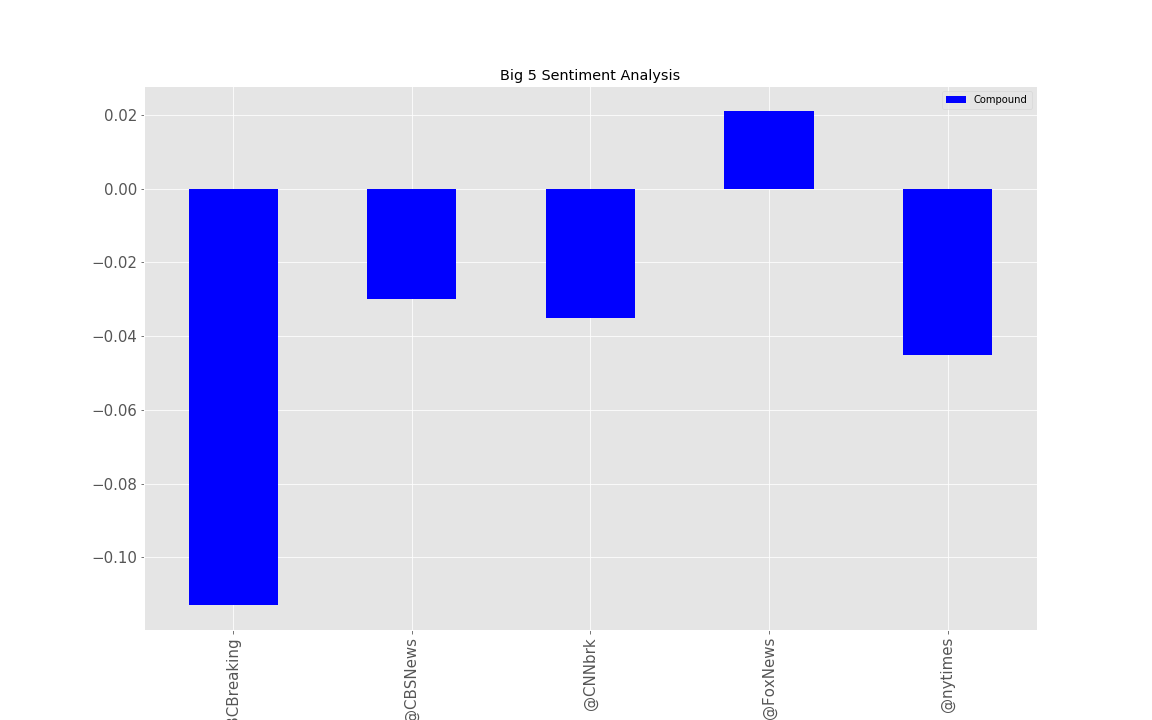 Big 5 Sentiment Analysis
Compound
0.02
0.00
−0.02
−0.04
−0.06
−0.08
−0.10
CBreaking
@CBSNews
@CNNbrk
@FoxNews
@nytimes